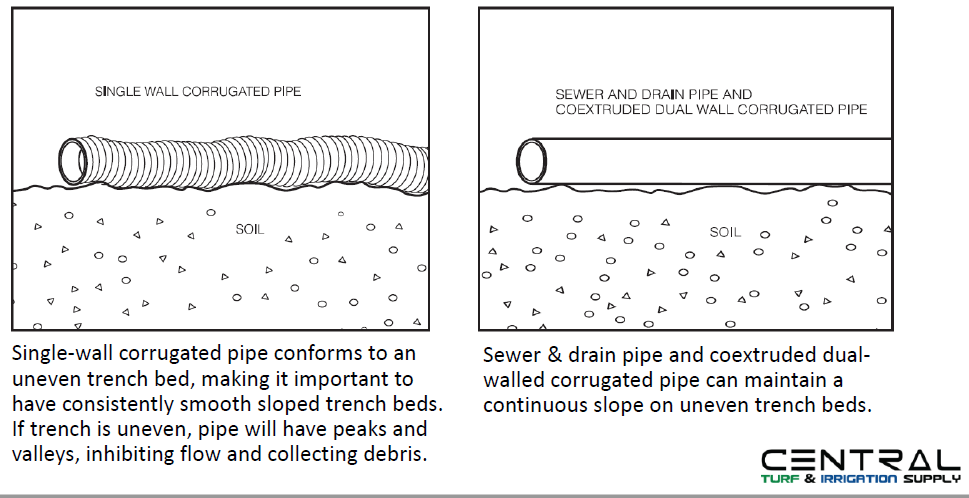 SINGLE WALL CORRUGATED PIPE
SOIL
Single-wall corrugated pipe conforms to an
uneven trench bed, making it important to
have consistently smooth sloped trench beds.
If trench is uneven, pipe will have peaks and
valleys, inhibiting flow and collecting debris.
SEWER AND DRAIN PIPE AND
COEXTRUDED DUAL WALL CORRUGATED PIPE
SOIL
Sewer & drain pipe and coextruded dual-
walled corrugated pipe can maintain a
continuous slope on uneven trench beds.
CENTRAL
TURF & IRRIGATION SUPPLY